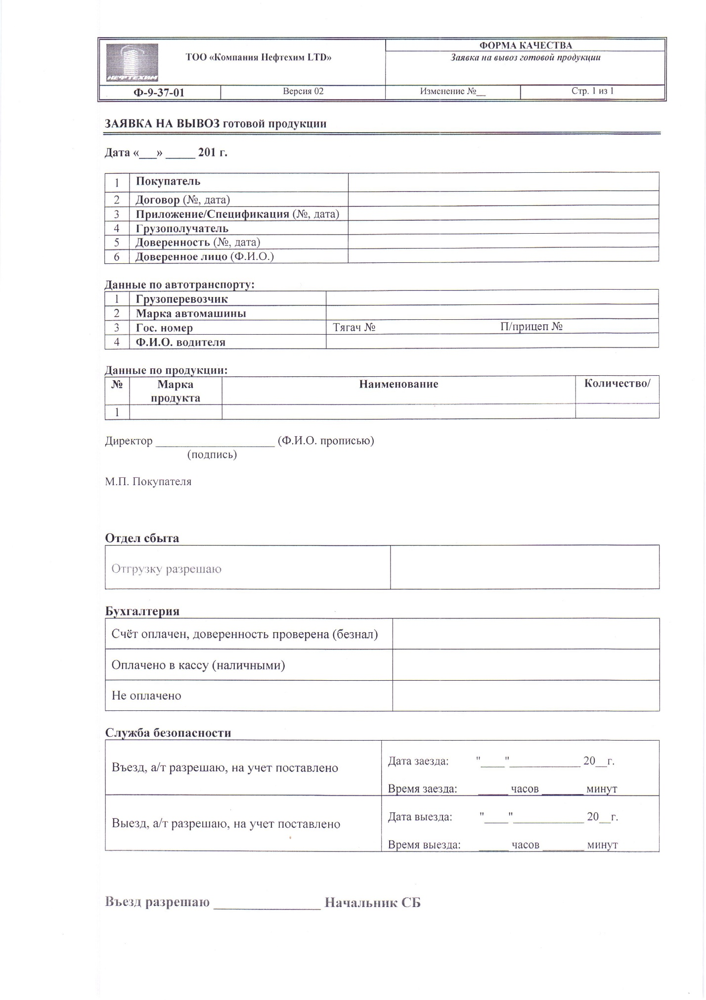 НЕФТЕХИМ
ТОО «Компания Нефтехим LTD»
ФОРМА КАЧЕСТВА
Заявка на вывоз готовой продукции
Ф-9-37-01 Версия 02 Изменение №__ Стр. 1 из 1
ЗАЯВКА НА ВЫВОЗ готовой продукции
Дата «___» _____ 201 г.
1 Покупатель
2 Договор (№, дата)
3 Приложение/Спецификация (№, дата)
4 Грузополучатель
5 Доверенность (№, дата)
6 Доверенное лицо (Ф.И.О.)
Данные по автотранспорту:
1 Грузоперевозчик
2 Марка автомашины
3 Гос. номер Тягач № П/прицеп №
4 Ф.И.О. водителя
Данные по продукции:
№ Марка Наименование Количество/
продукта
1
Директор ____________________ (Ф.И.О. прописью)
(подпись)
М.П. Покупателя
Отдел сбыта
Отгрузку разрешаю
Бухгалтерия
Счёт оплачен, доверенность проверена (безнал)
Оплачено в кассу (наличными)
Не оплачено
Служба безопасности
Въезд, а/т разрешаю, на учет поставлено
Дата заезда: "____"____________ 20__г.
Время заезда: _____ часов _______ минут
Выезд, а/т разрешаю, на учет поставлено
Дата выезда: "____"____________ 20__г.
Время выезда: _____ часов _______ минут
Въезд разрешаю _______________ Начальник СБ